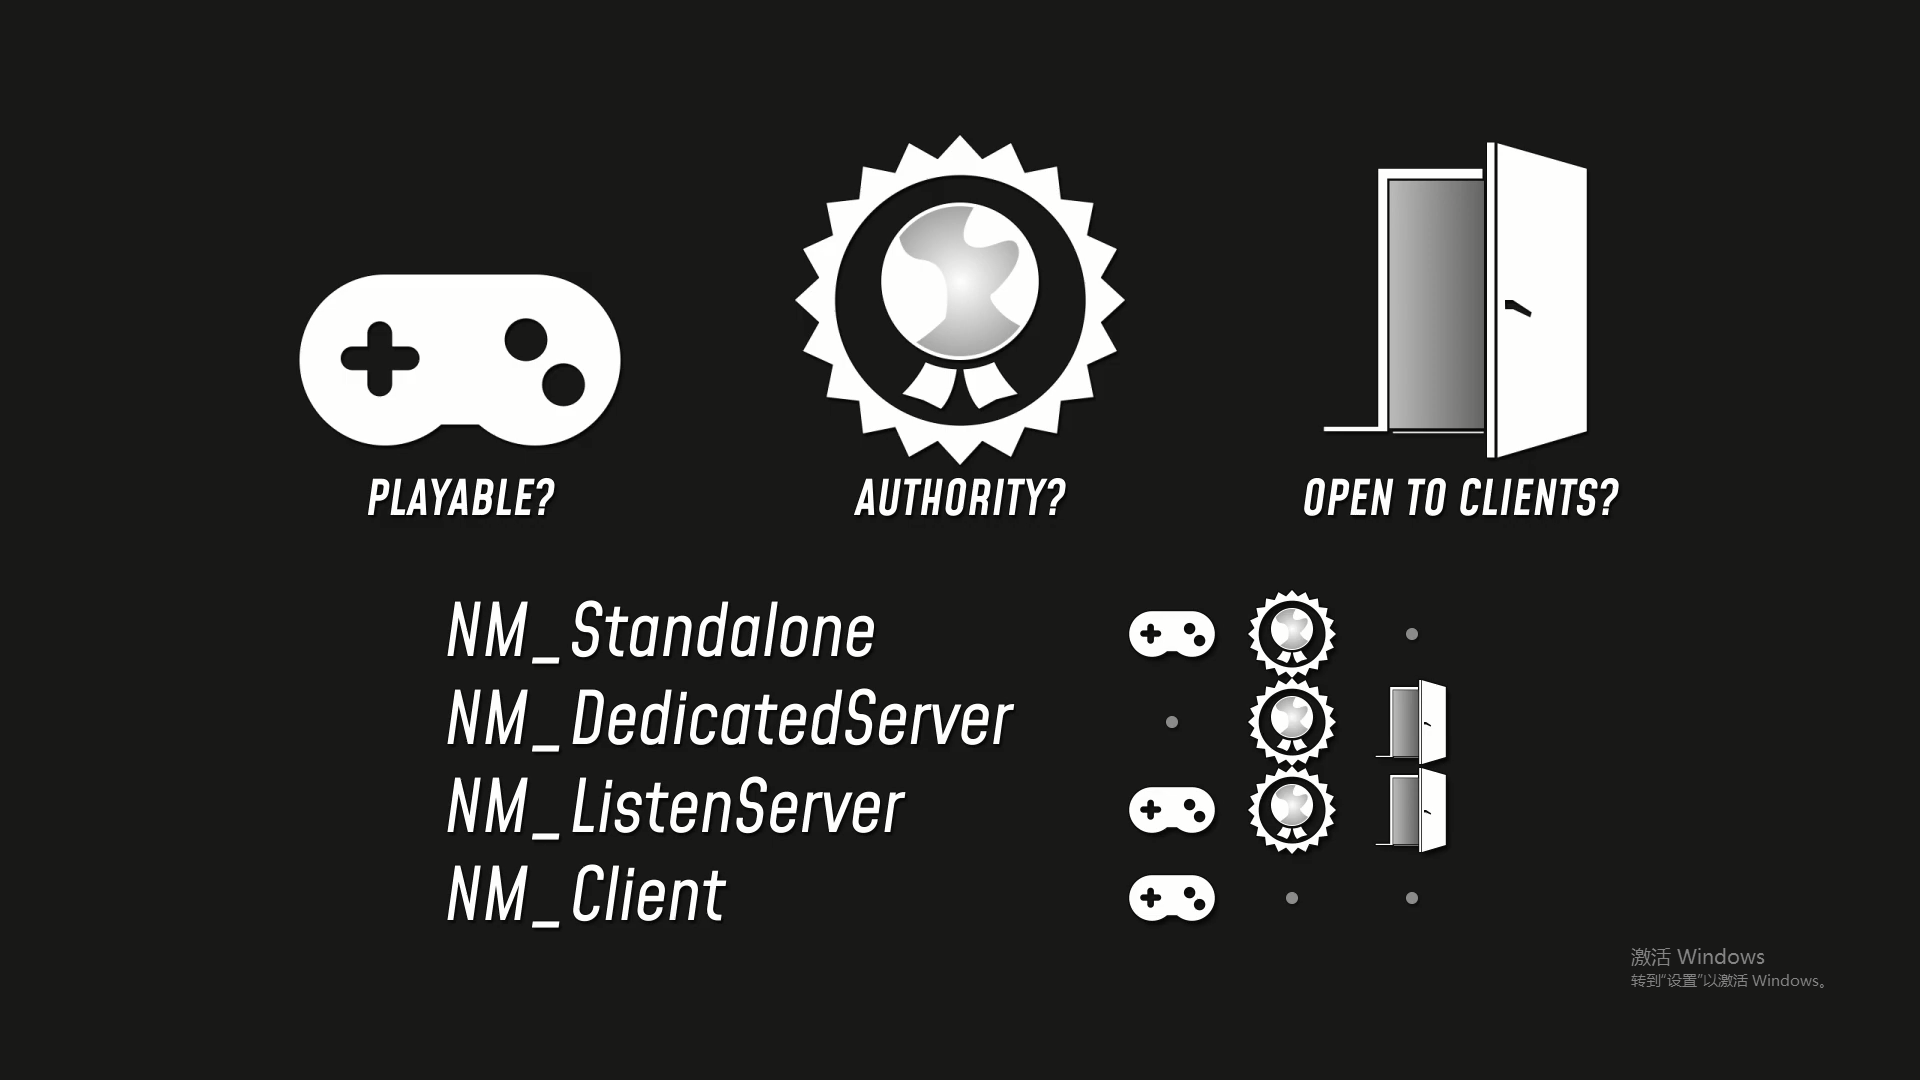 PLAYABLE?
AUTHORITY?
OPEN TO CLIENTS?
NM_Standalone
NM_DedicatedServer
NM_ListenServer
NM_Client
激活 Windows
转到“设置”以激活 Windows。